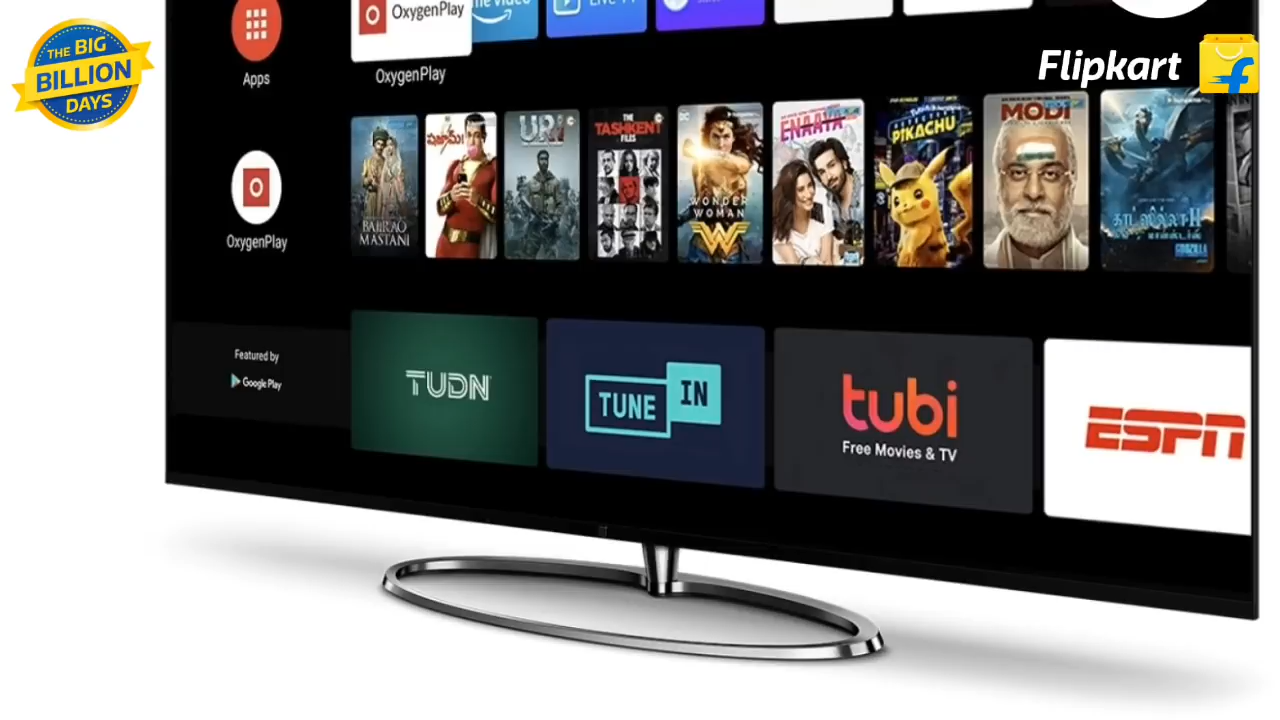 THE BIG
BILLION
DAYS
Flipkart
OxygenPlay
Apps
OxygenPlay
OxygenPlay
BAJIRAO
MASTANI
URI
THE
TASHKENT
FILES
WONDER
WOMAN
ENAAYA
PIKACHU
MODI
GODZILLA
Featured by
Google Play
TUDN
TUNE IN
tubi
Free Movies & TV
ESPN